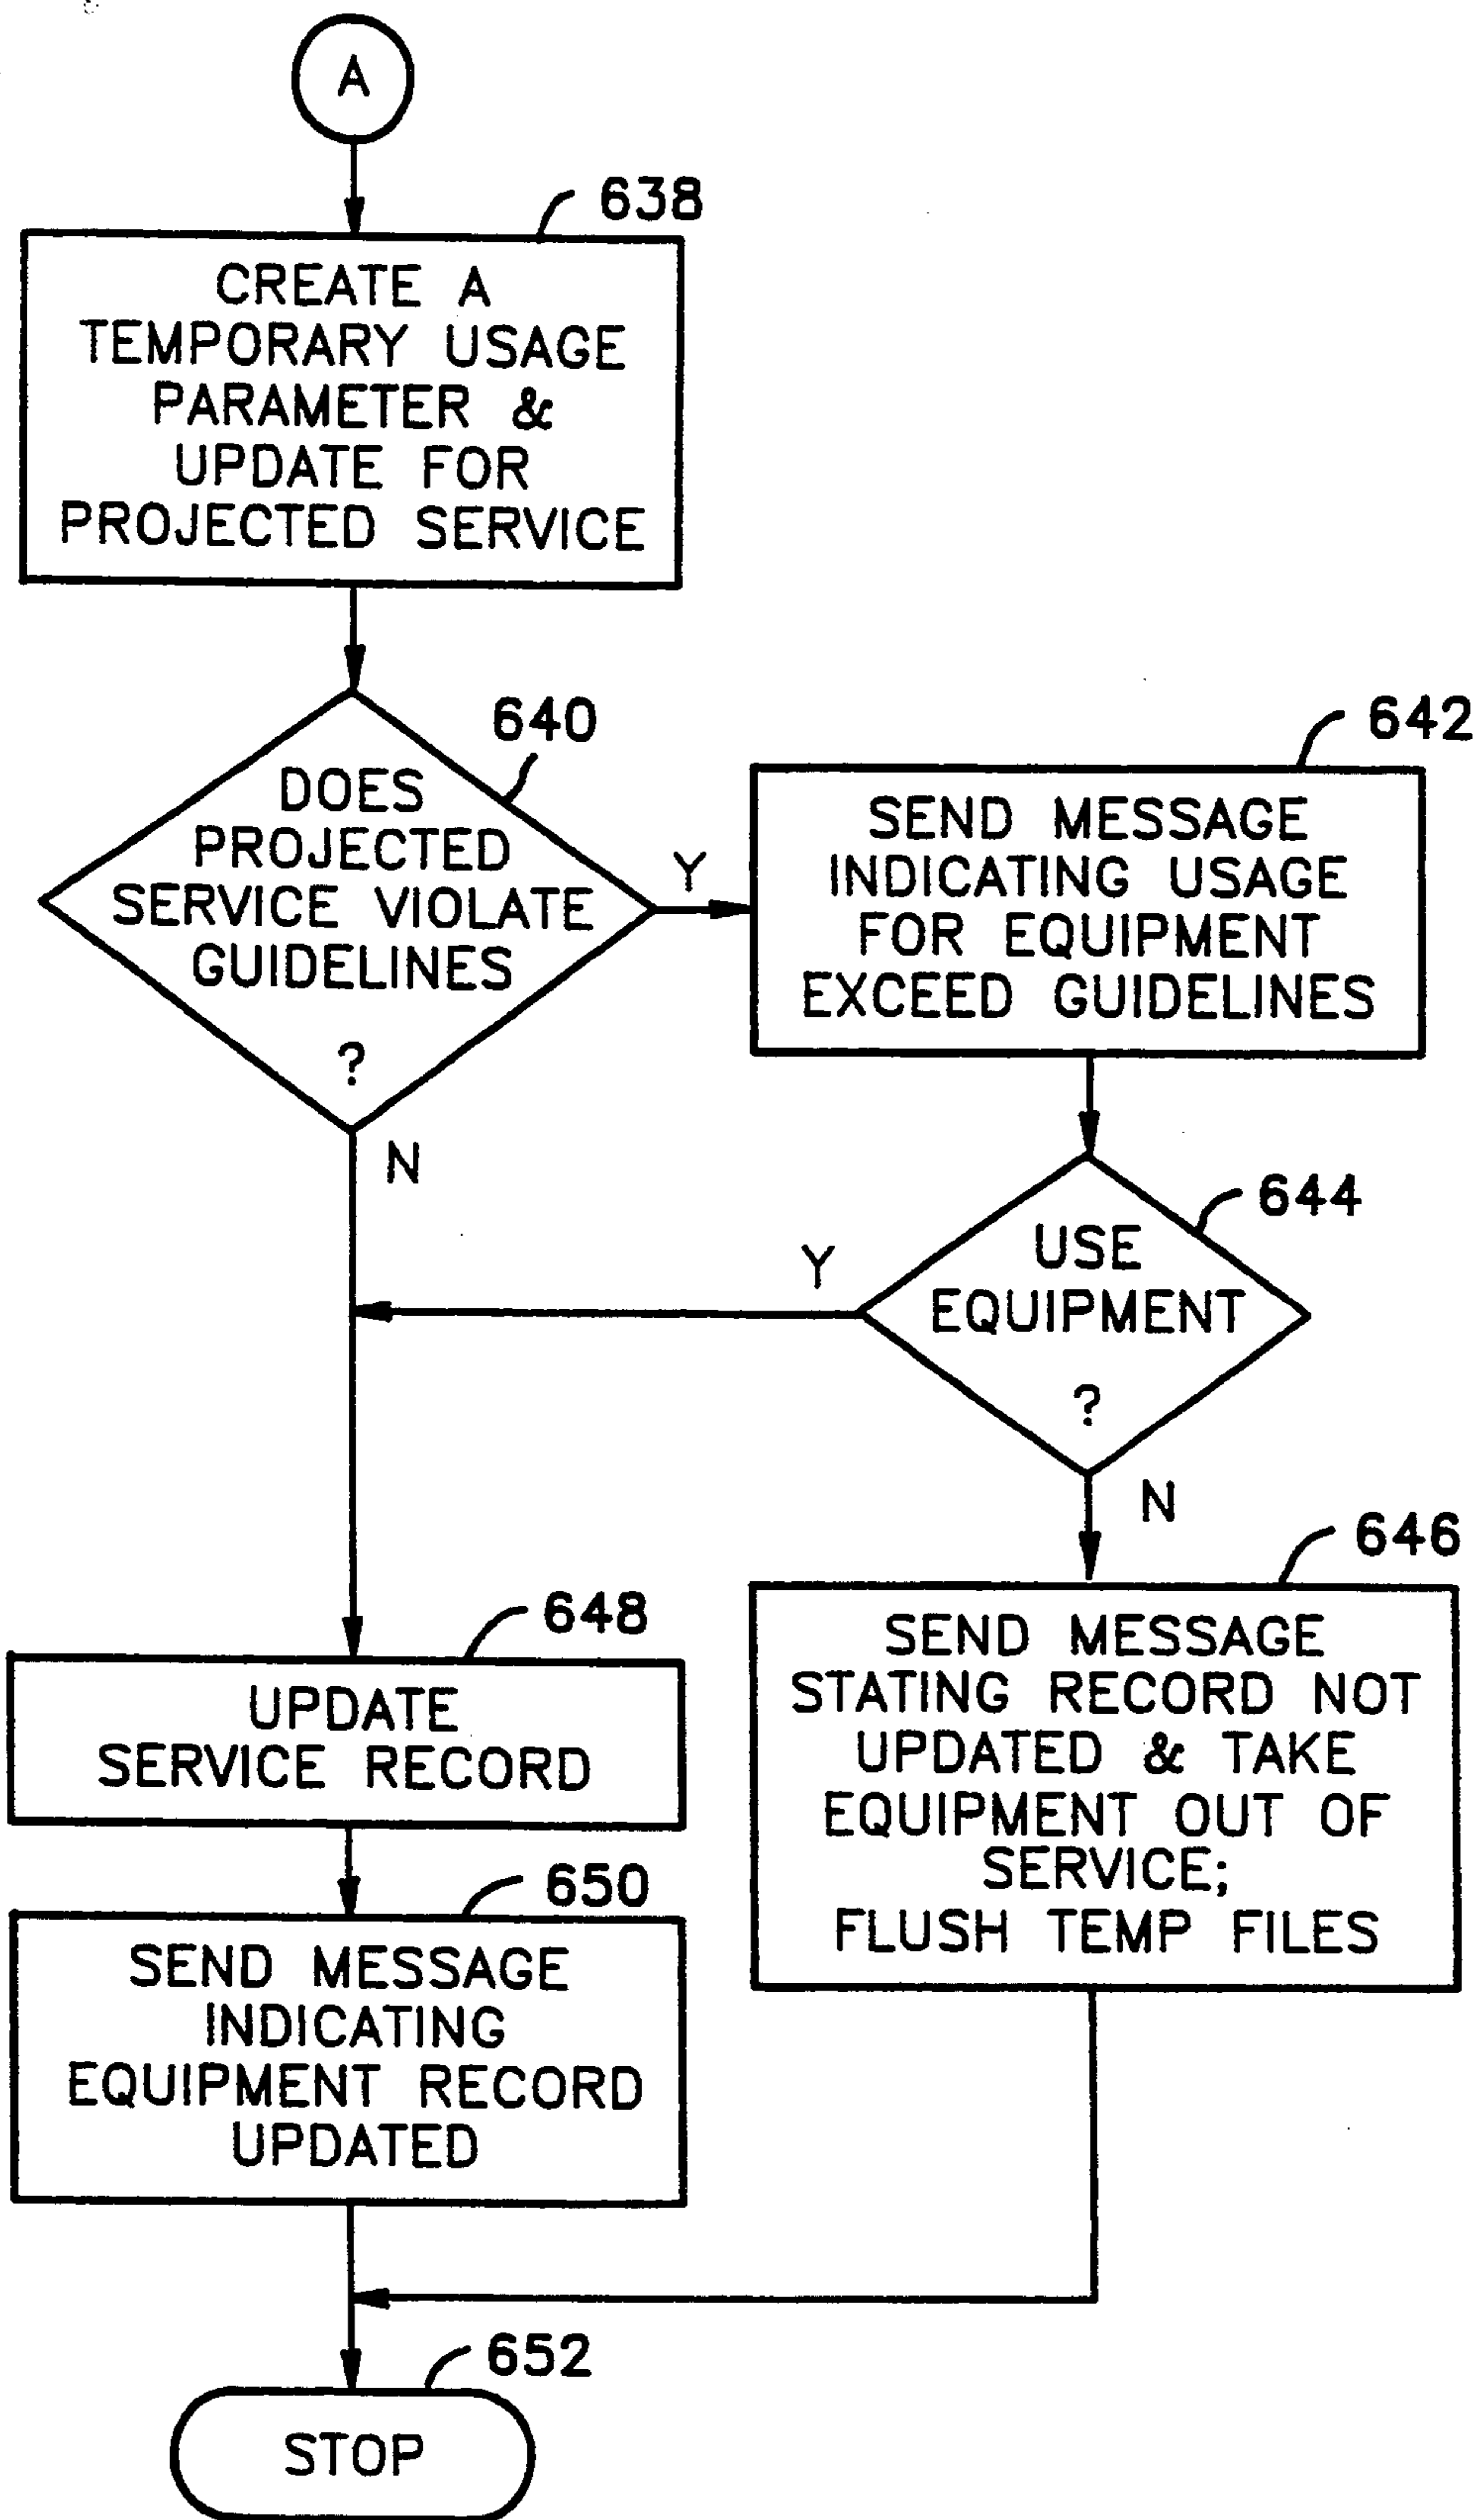 A
638
CREATE A
TEMPORARY USAGE
PARAMETER &
UPDATE FOR
PROJECTED SERVICE
640
DOES
PROJECTED
SERVICE VIOLATE
GUIDELINES
?
Y
N
642
SEND MESSAGE
INDICATING USAGE
FOR EQUIPMENT
EXCEED GUIDELINES
644
USE
EQUIPMENT
?
Y
N
646
SEND MESSAGE
STATING RECORD NOT
UPDATED & TAKE
EQUIPMENT OUT OF
SERVICE;
FLUSH TEMP FILES
648
UPDATE
SERVICE RECORD
650
SEND MESSAGE
INDICATING
EQUIPMENT RECORD
UPDATED
652
STOP